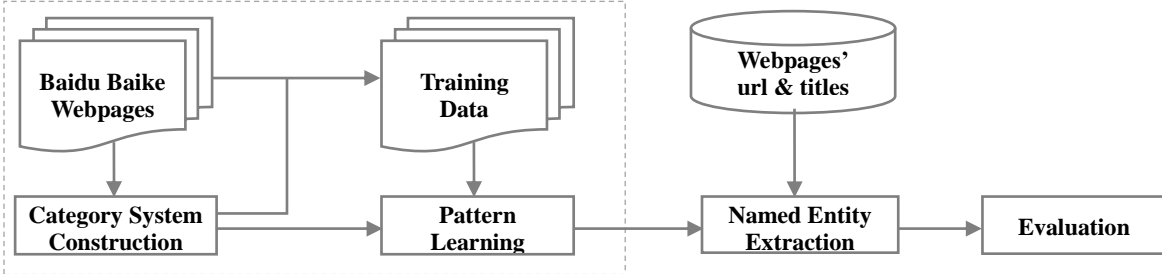 Baidu Baike
Webpages
Training
Data
Webpages’
url & titles
Category System
Construction
Pattern
Learning
Named Entity
Extraction
Evaluation